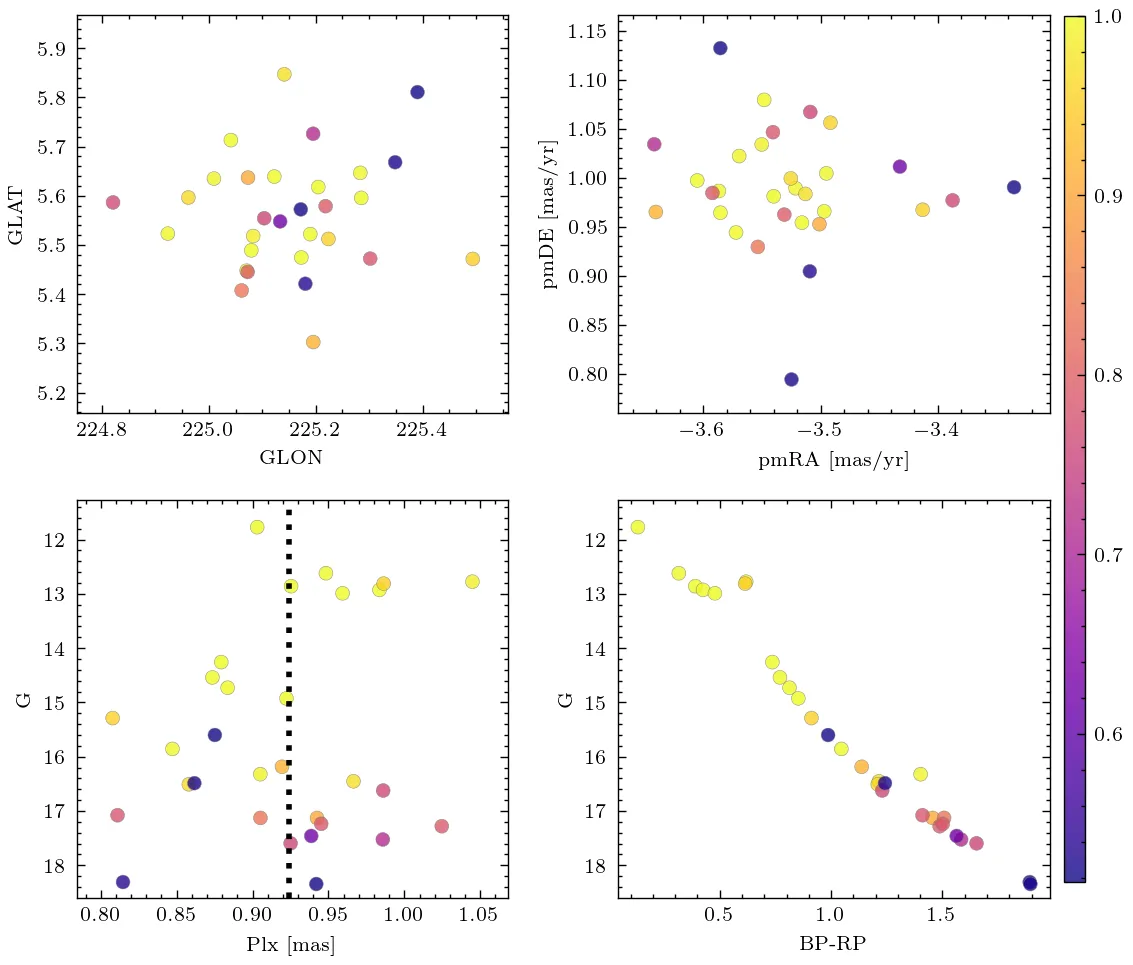 5.9
5.8
5.7
5.6
5.5
5.4
5.3
5.2
GLAT
224.8 225.0 225.2 225.4
GLON
1.15
1.10
1.05
1.00
0.95
0.90
0.85
0.80
pmDE [mas/yr]
−3.6 −3.5 −3.4
pmRA [mas/yr]
12
13
14
15
16
17
18
G
0.80 0.85 0.90 0.95 1.00 1.05
Plx [mas]
12
13
14
15
16
17
18
G
0.5 1.0 1.5
BP-RP
1.0
0.9
0.8
0.7
0.6